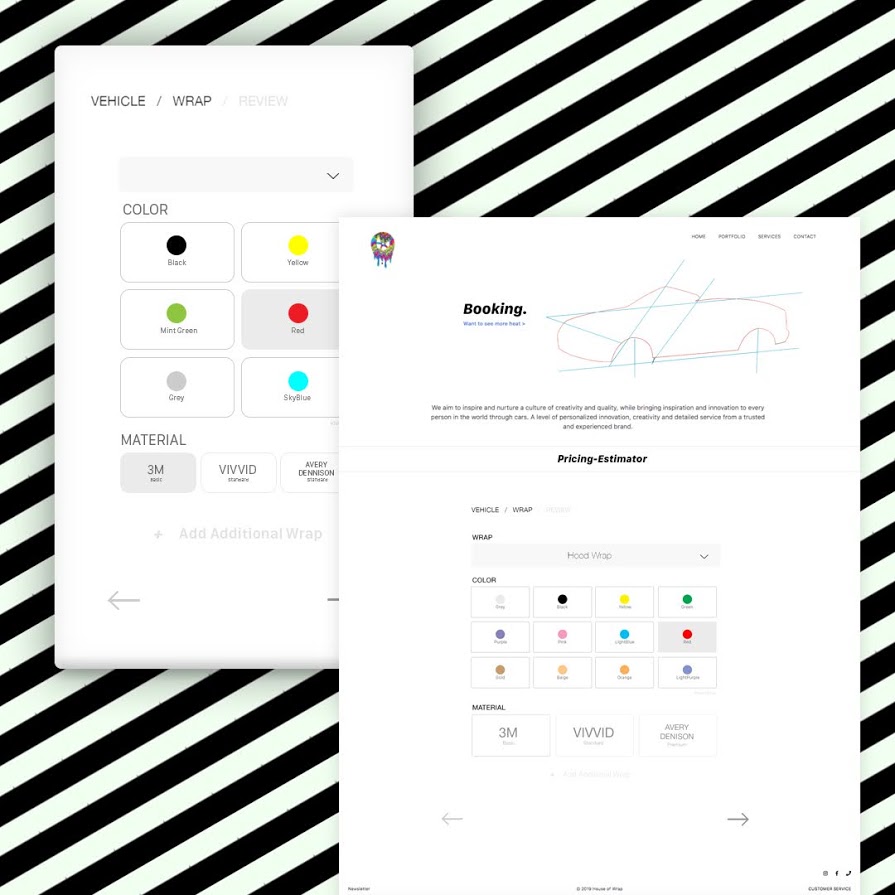 VEHICLE / WRAP / REVIEW
COLOR
Black
Yellow
Mint Green
Red
Grey
SkyBlue
MATERIAL
3M
Basic
VIVVID
Standard
AVERY
DENNISON
Standard
+ Add Additional Wrap
HOME PORTFOLIO SERVICES CONTACT
Booking.
Want to see more heat >
We aim to inspire and nurture a culture of creativity and quality, while bringing inspiration and innovation to every
person in the world through cars. A level of personalized innovation, creativity and detailed service from a trusted
and experienced brand.
Pricing-Estimator
VEHICLE / WRAP REVIEW
WRAP
Hood Wrap
COLOR
Grey Black Yellow Green
Purple Pink LightBlue Red
Gold Beige Orange LightPurple
MATERIAL
3M
Basic
VIVVID
Standard
AVERY
DENISON
Premium
+ Add Additional Wrap
Newsletter © 2019 House of Wrap CUSTOMER SERVICE